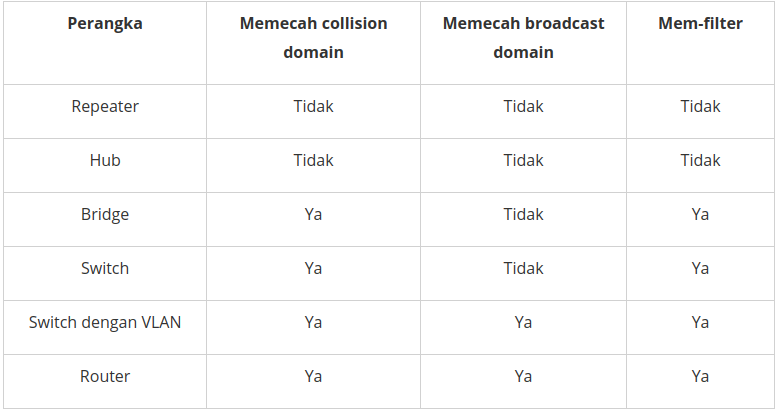 Perangka Memecah collision domain Memecah broadcast domain Mem-filter
Repeater Tidak Tidak Tidak
Hub Tidak Tidak Tidak
Bridge Ya Tidak Ya
Switch Ya Tidak Ya
Switch dengan VLAN Ya Ya Ya
Router Ya Ya Ya